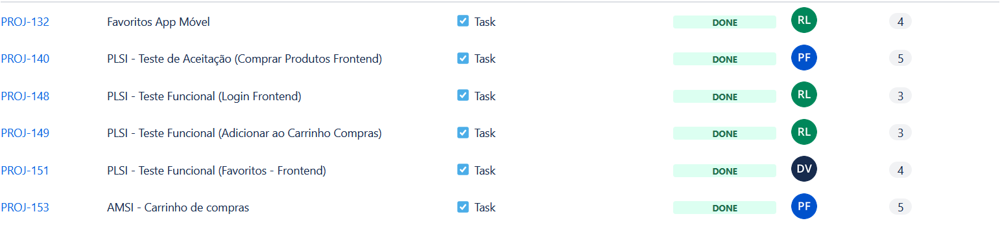 PROJ-132 Favoritos App Móvel Task DONE RL 4
PROJ-140 PLSI - Teste de Aceitação (Comprar Produtos Frontend) Task DONE PF 5
PROJ-148 PLSI - Teste Funcional (Login Frontend) Task DONE RL 3
PROJ-149 PLSI - Teste Funcional (Adicionar ao Carrinho Compras) Task DONE RL 3
PROJ-151 PLSI - Teste Funcional (Favoritos - Frontend) Task DONE DV 4
PROJ-153 AMSI - Carrinho de compras Task DONE PF 5